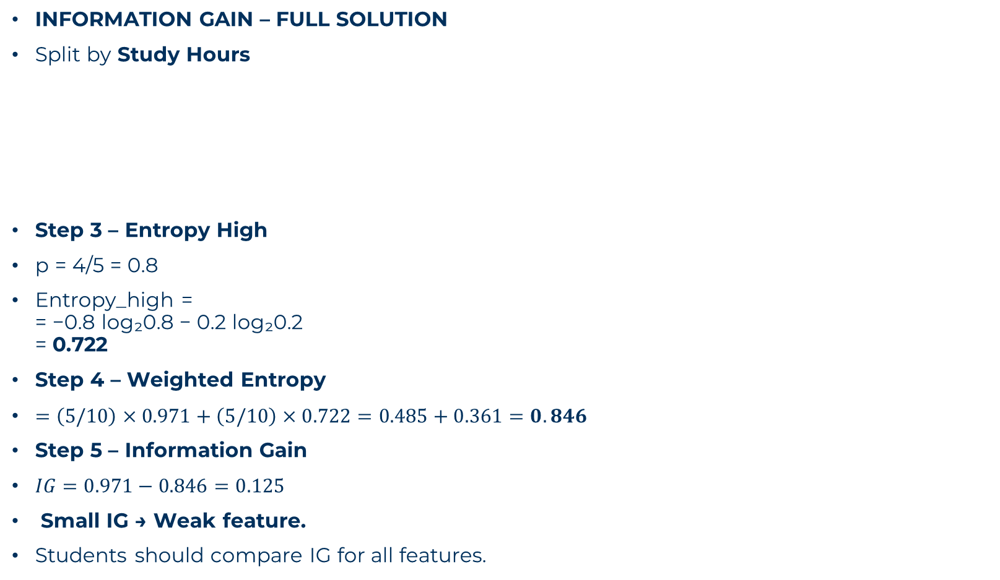 • INFORMATION GAIN – FULL SOLUTION
• Split by Study Hours
• Step 3 – Entropy High
• p = 4/5 = 0.8
• Entropy_high =
= −0.8 log₂0.8 − 0.2 log₂0.2
= 0.722
• Step 4 – Weighted Entropy
• = (5/10) × 0.971 + (5/10) × 0.722 = 0.485 + 0.361 = 0.846
• Step 5 – Information Gain
• IG = 0.971 − 0.846 = 0.125
• Small IG → Weak feature.
• Students should compare IG for all features.